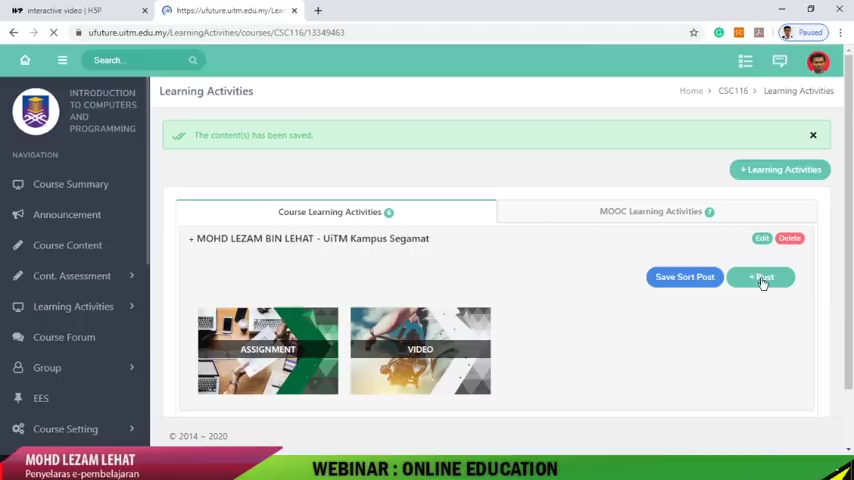 interactive video | H5P
https://ufuture.uitm.edu.my/Lear
ufuture.uitm.edu.my/LearningActivities/courses/CSC116/13349463
Paused
Search...
INTRODUCTION
TO COMPUTERS
AND
PROGRAMMING
NAVIGATION
Course Summary
Announcement
Course Content
Cont. Assessment
Learning Activities
Course Forum
Group
EES
Course Setting
Learning Activities
Home > CSC116 > Learning Activities
The content(s) has been saved.
+ Learning Activities
Course Learning Activities 6
MOOC Learning Activities 7
+ MOHD LEZAM BIN LEHAT - UiTM Kampus Segamat
Edit
Delete
Save Sort Post
+ Post
ASSIGNMENT
VIDEO
© 2014 ~ 2020
MOHD LEZAM LEHAT
Penyelaras e-pembelajaran
WEBINAR : ONLINE EDUCATION